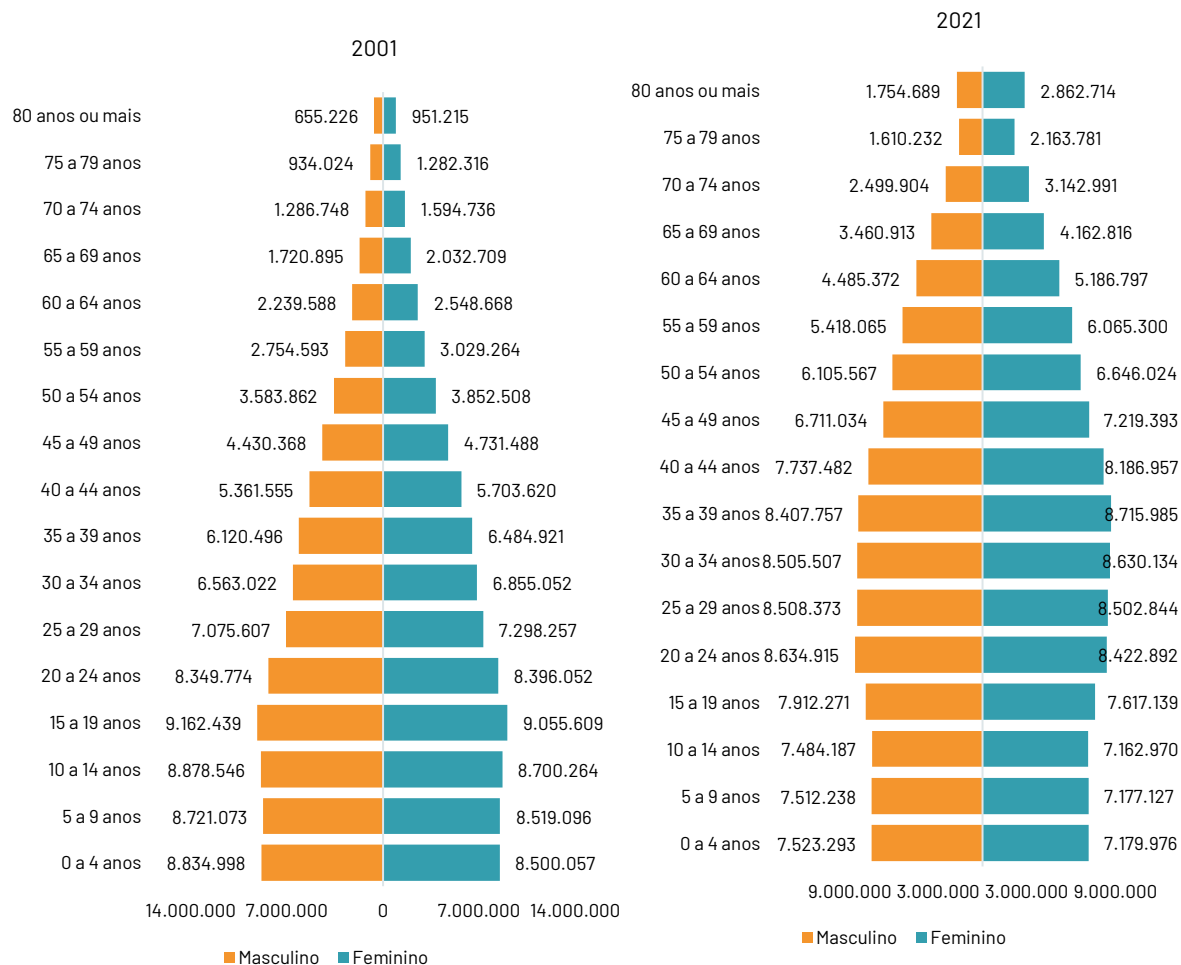 2001
80 anos ou mais 655.226 951.215
75 a 79 anos 934.024 1.282.316
70 a 74 anos 1.286.748 1.594.736
65 a 69 anos 1.720.895 2.032.709
60 a 64 anos 2.239.588 2.548.668
55 a 59 anos 2.754.593 3.029.264
50 a 54 anos 3.583.862 3.852.508
45 a 49 anos 4.430.368 4.731.488
40 a 44 anos 5.361.555 5.703.620
35 a 39 anos 6.120.496 6.484.921
30 a 34 anos 6.563.022 6.855.052
25 a 29 anos 7.075.607 7.298.257
20 a 24 anos 8.349.774 8.396.052
15 a 19 anos 9.162.439 9.055.609
10 a 14 anos 8.878.546 8.700.264
5 a 9 anos 8.721.073 8.519.096
0 a 4 anos 8.834.998 8.500.057
14.000.000 7.000.000 0 7.000.000 14.000.000
Masculino Feminino
2021
80 anos ou mais 1.754.689 2.862.714
75 a 79 anos 1.610.232 2.163.781
70 a 74 anos 2.499.904 3.142.991
65 a 69 anos 3.460.913 4.162.816
60 a 64 anos 4.485.372 5.186.797
55 a 59 anos 5.418.065 6.065.300
50 a 54 anos 6.105.567 6.646.024
45 a 49 anos 6.711.034 7.219.393
40 a 44 anos 7.737.482 8.186.957
35 a 39 anos 8.407.757 8.715.985
30 a 34 anos 8.505.507 8.630.134
25 a 29 anos 8.508.373 8.502.844
20 a 24 anos 8.634.915 8.422.892
15 a 19 anos 7.912.271 7.617.139
10 a 14 anos 7.484.187 7.162.970
5 a 9 anos 7.512.238 7.177.127
0 a 4 anos 7.523.293 7.179.976
9.000.000 3.000.000 3.000.000 9.000.000
Masculino Feminino